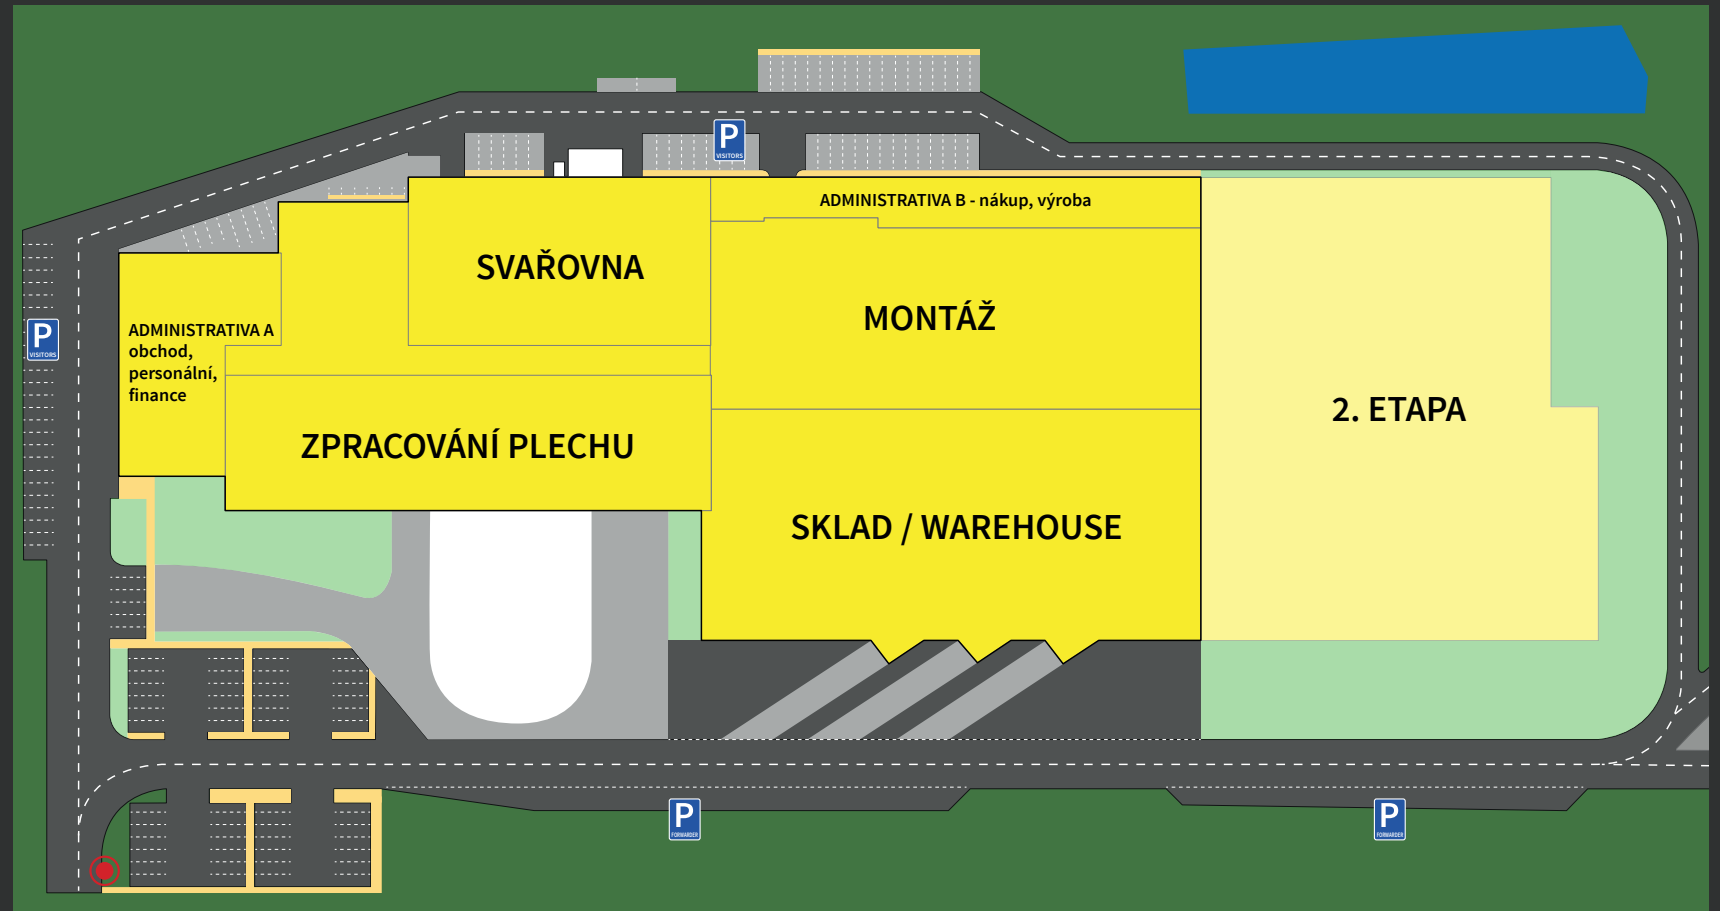 P
VISITORS
ADMINISTRATIVA B - nákup, výroba
SVAŘOVNA
MONTÁŽ
P
VISITORS
ADMINISTRATIVA A
obchod,
personální,
finance
2. ETAPA
ZPRACOVÁNÍ PLECHU
SKLAD / WAREHOUSE
P
FORWARDER
P
FORWARDER